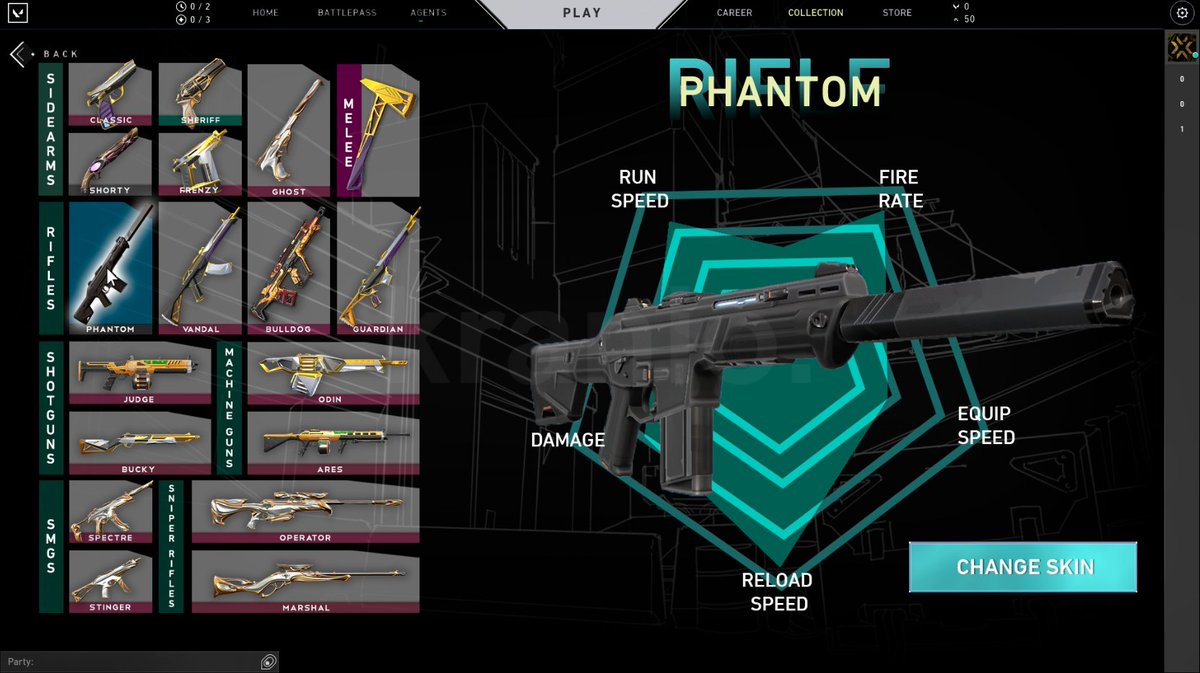 0 / 2
0 / 3
HOME
BATTLEPASS
AGENTS
PLAY
CAREER
COLLECTION
STORE
0
50
BACK
SIDEARMS
CLASSIC
SHERIFF
SHORTY
FRENZY
GHOST
MELEE
RIFLES
PHANTOM
VANDAL
BULLDOG
GUARDIAN
SHOTGUNS
JUDGE
BUCKY
MACHINE GUNS
ODIN
ARES
SMGS
SPECTRE
STINGER
SNIPER RIFLES
OPERATOR
MARSHAL
RIFLE
PHANTOM
RUN
SPEED
FIRE
RATE
DAMAGE
EQUIP
SPEED
RELOAD
SPEED
CHANGE SKIN
0
0
1
Party: